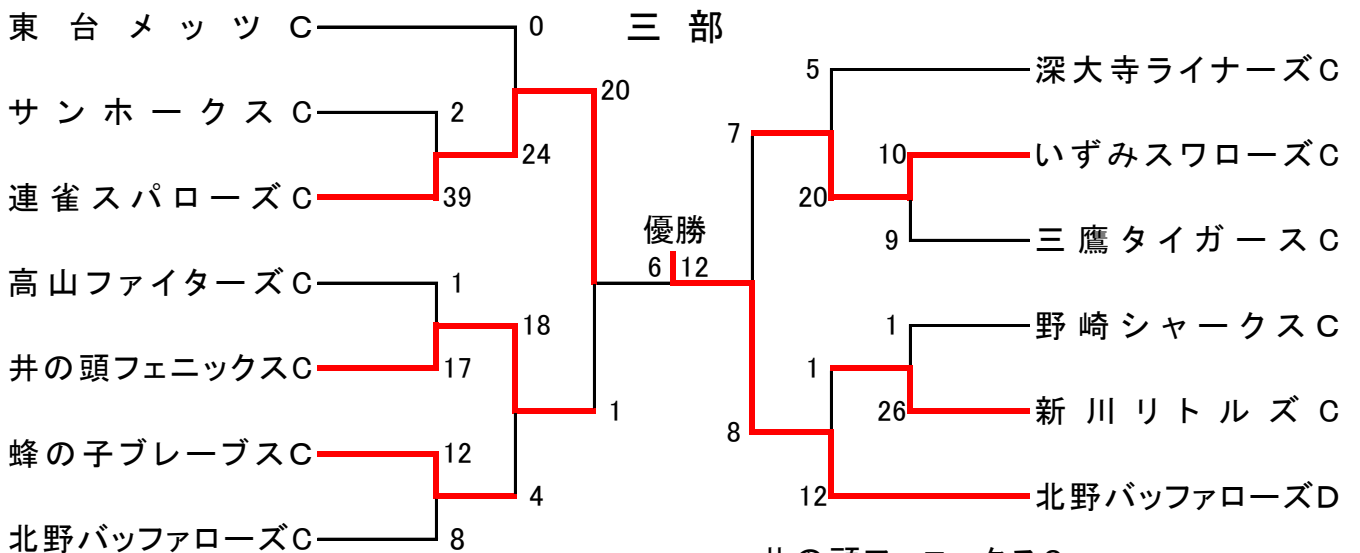 三部
東台メッツC
0
サンホークスC
2
20
24
連雀スパローズC
39
高山ファイターズC
1
18
井の頭フェニックスC
17
1
蜂の子ブレーブスC
12
4
北野バッファローズC
8
優勝
6 12
5
深大寺ライナーズC
7
10
いずみスワローズC
20
9
三鷹タイガースC
1
野崎シャークスC
1
26
新川リトルズC
8
12
北野バッファローズD